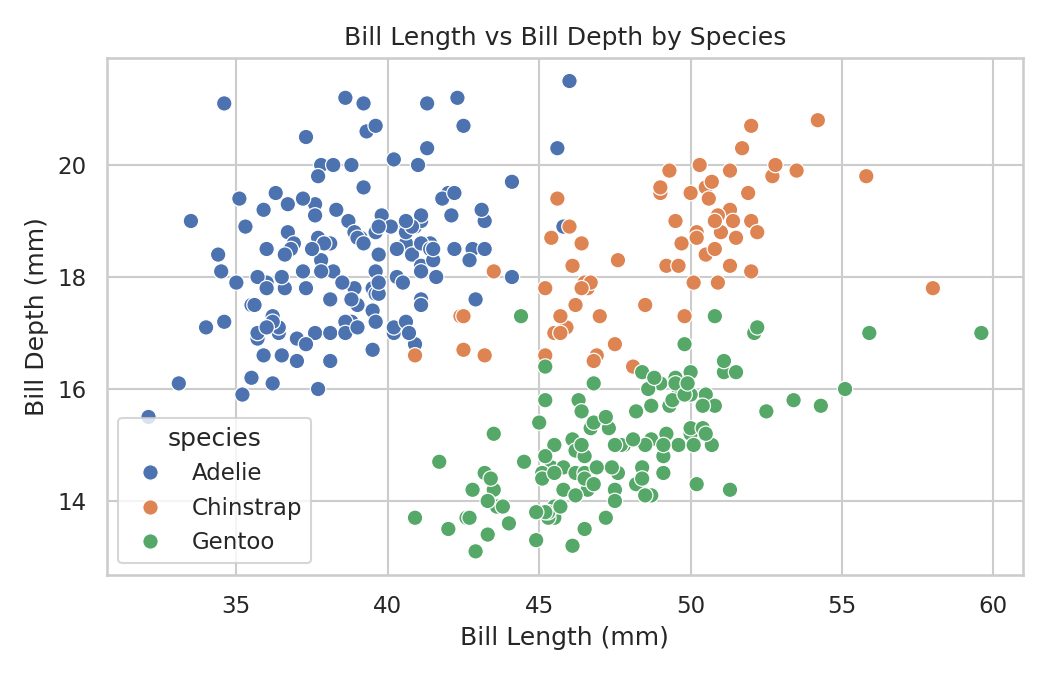 Bill Length vs Bill Depth by Species
Bill Depth (mm)
20
18
16
14
species
Adelie
Chinstrap
Gentoo
35 40 45 50 55 60
Bill Length (mm)